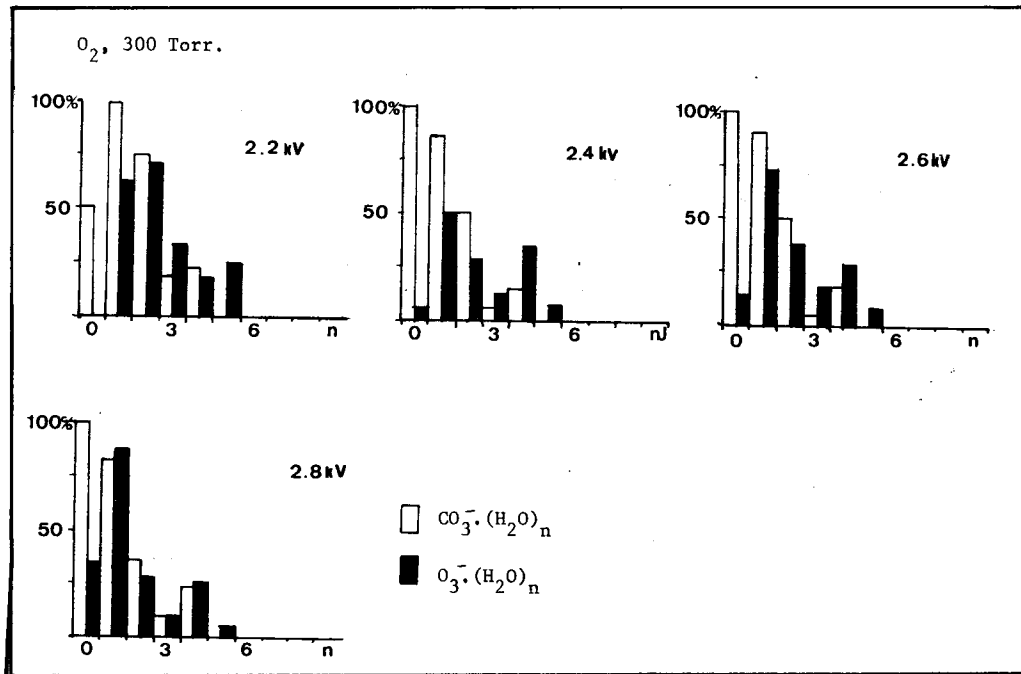 O₂, 300 Torr.
100%
50
2.2 kV
0 3 6 n
100%
50
2.4 kV
0 3 6 n
100%
50
2.6 kV
0 3 6 n
100%
50
2.8 kV
0 3 6 n
CO₃⁻.(H₂O)ₙ
O₃⁻.(H₂O)ₙ